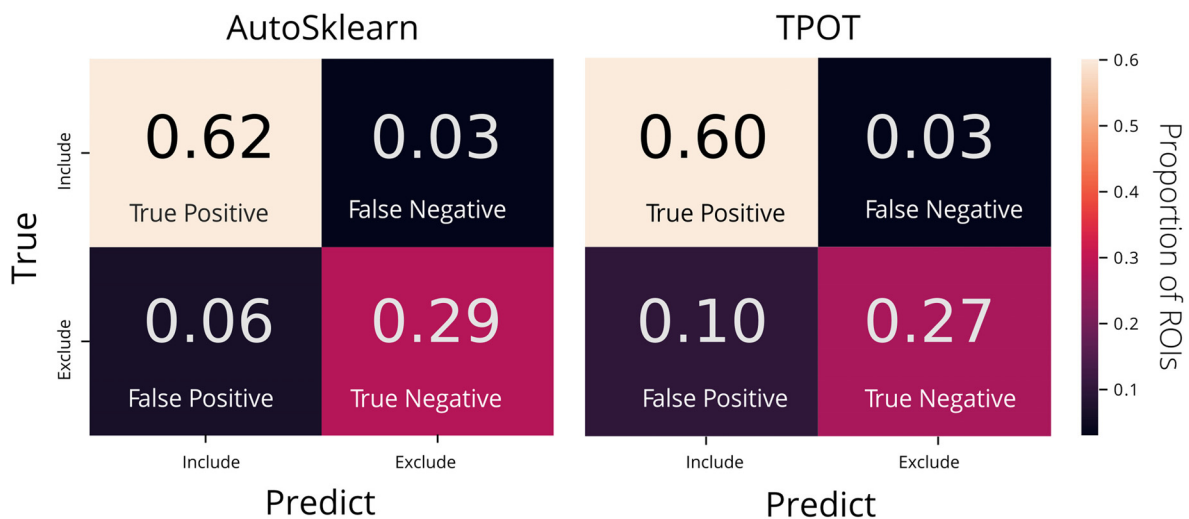 AutoSklearn
TPOT
True
Include
Exclude
0.62
True Positive
0.03
False Negative
0.06
False Positive
0.29
True Negative
Include
Exclude
Predict
0.60
True Positive
0.03
False Negative
0.10
False Positive
0.27
True Negative
Include
Exclude
Predict
0.6
0.5
0.4
0.3
0.2
0.1
Proportion of ROIs